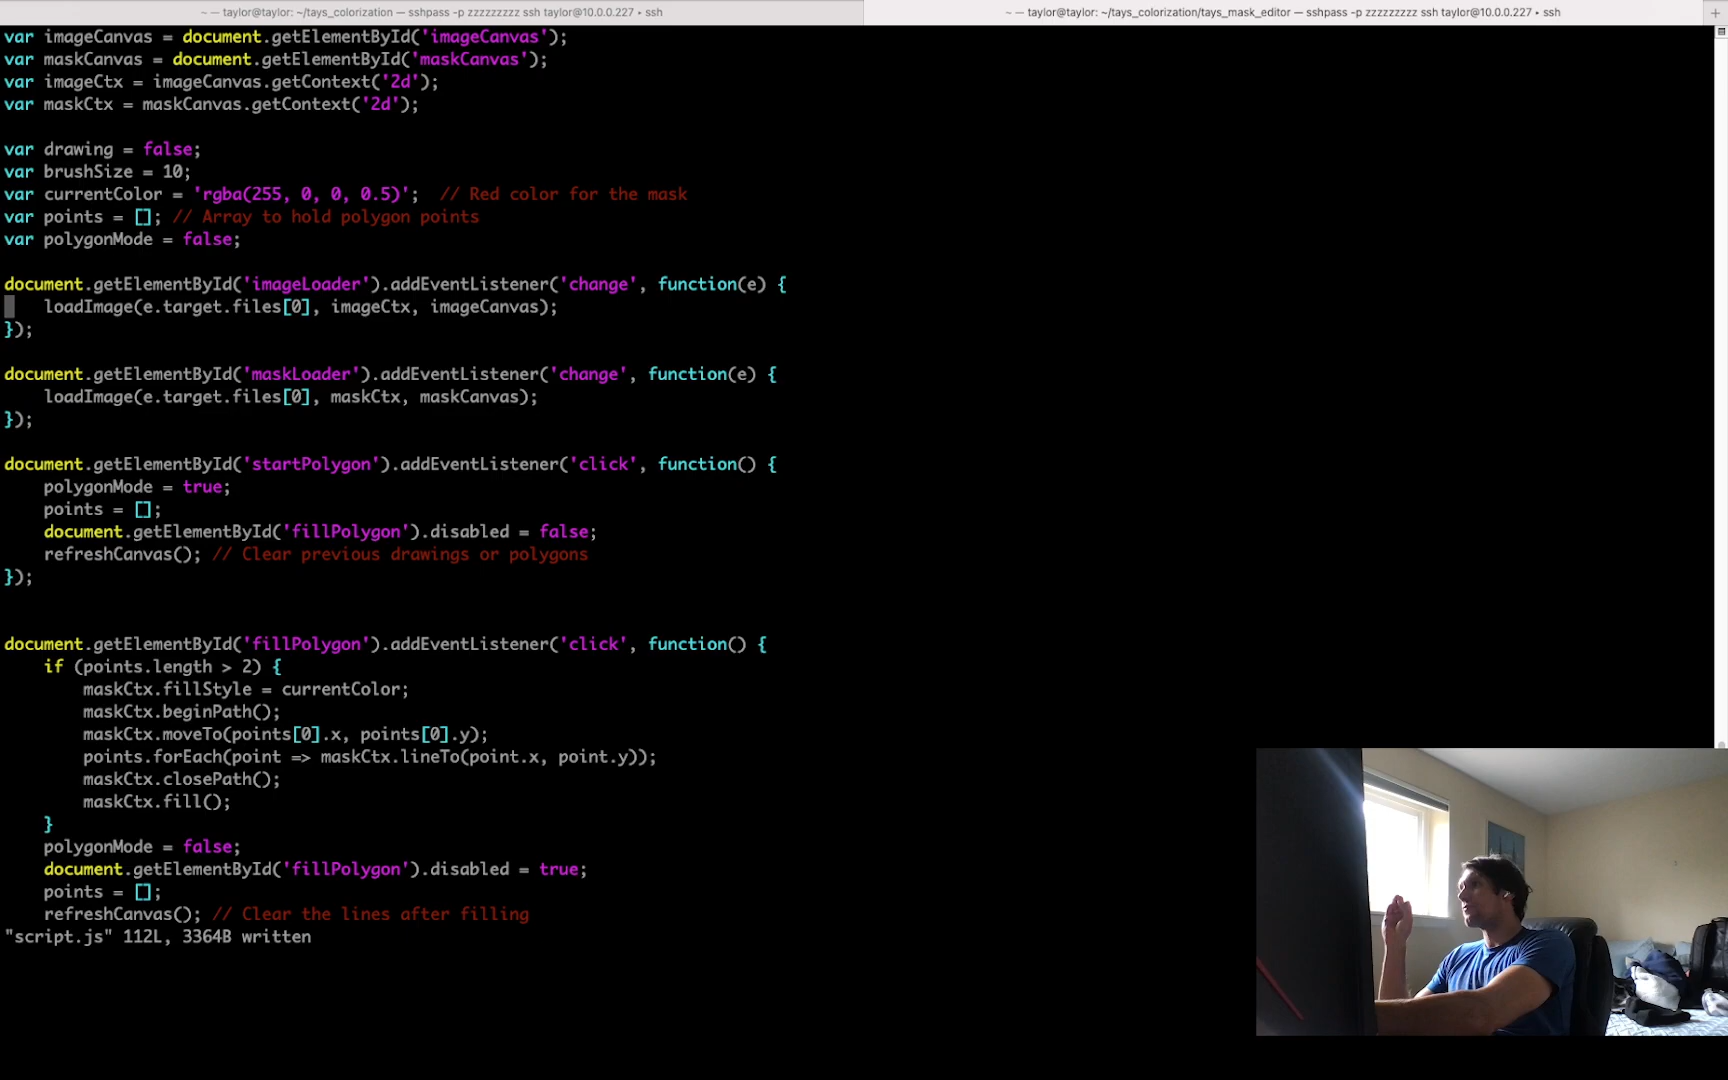 ~ — taylor@taylor: ~/tays_colorization — sshpass -p zzzzzzzzz ssh taylor@10.0.0.227 • ssh
~ — taylor@taylor: ~/tays_colorization/tays_mask_editor — sshpass -p zzzzzzzzz ssh taylor@10.0.0.227 • ssh
+
var imageCanvas = document.getElementById('imageCanvas');
var maskCanvas = document.getElementById('maskCanvas');
var imageCtx = imageCanvas.getContext('2d');
var maskCtx = maskCanvas.getContext('2d');
var drawing = false;
var brushSize = 10;
var currentColor = 'rgba(255, 0, 0, 0.5)';  // Red color for the mask
var points = []; // Array to hold polygon points
var polygonMode = false;
document.getElementById('imageLoader').addEventListener('change', function(e) {
    loadImage(e.target.files[0], imageCtx, imageCanvas);
});
document.getElementById('maskLoader').addEventListener('change', function(e) {
    loadImage(e.target.files[0], maskCtx, maskCanvas);
});
document.getElementById('startPolygon').addEventListener('click', function() {
    polygonMode = true;
    points = [];
    document.getElementById('fillPolygon').disabled = false;
    refreshCanvas(); // Clear previous drawings or polygons
});
document.getElementById('fillPolygon').addEventListener('click', function() {
    if (points.length > 2) {
        maskCtx.fillStyle = currentColor;
        maskCtx.beginPath();
        maskCtx.moveTo(points[0].x, points[0].y);
        points.forEach(point => maskCtx.lineTo(point.x, point.y));
        maskCtx.closePath();
        maskCtx.fill();
    }
    polygonMode = false;
    document.getElementById('fillPolygon').disabled = true;
    points = [];
    refreshCanvas(); // Clear the lines after filling
"script.js" 112L, 3364B written